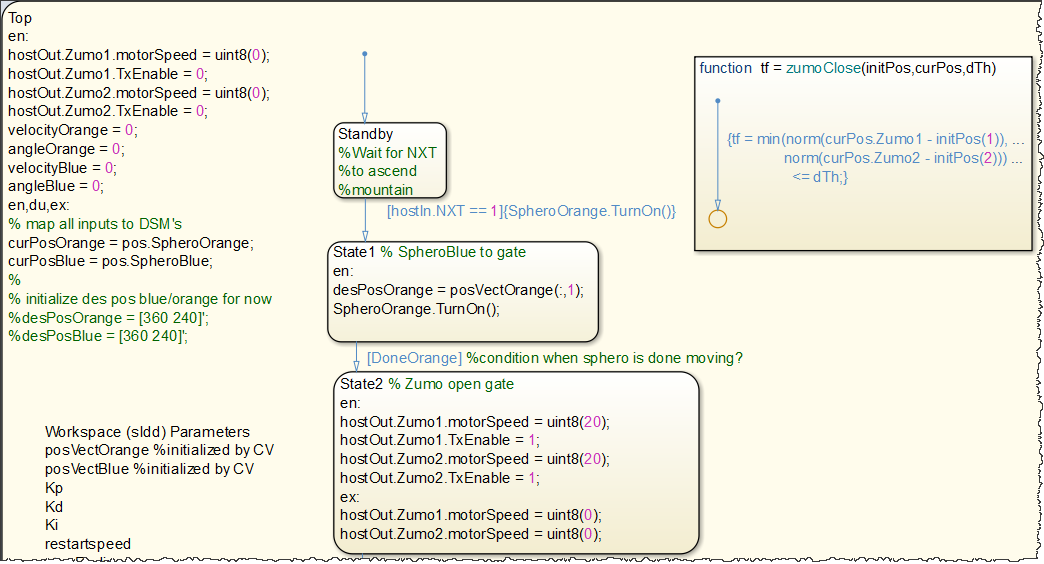 Top
en:
hostOut.Zumo1.motorSpeed = uint8(0);
hostOut.Zumo1.TxEnable = 0;
hostOut.Zumo2.motorSpeed = uint8(0);
hostOut.Zumo2.TxEnable = 0;
velocityOrange = 0;
angleOrange = 0;
velocityBlue = 0;
angleBlue = 0;
en,du,ex:
% map all inputs to DSM's
curPosOrange = pos.SpheroOrange;
curPosBlue = pos.SpheroBlue;
%
% initialize des pos blue/orange for now
%desPosOrange = [360 240]';
%desPosBlue = [360 240]';
Workspace (sldd) Parameters
posVectOrange %initialized by CV
posVectBlue %initialized by CV
Kp
Kd
Ki
restartspeed
Standby
%Wait for NXT
%to ascend
%mountain
[hostIn.NXT == 1]{SpheroOrange.TurnOn()}
State1 % SpheroBlue to gate
en:
desPosOrange = posVectOrange(:,1);
SpheroOrange.TurnOn();
[DoneOrange] %condition when sphero is done moving?
State2 % Zumo open gate
en:
hostOut.Zumo1.motorSpeed = uint8(20);
hostOut.Zumo1.TxEnable = 1;
hostOut.Zumo2.motorSpeed = uint8(20);
hostOut.Zumo2.TxEnable = 1;
ex:
hostOut.Zumo1.motorSpeed = uint8(0);
hostOut.Zumo2.motorSpeed = uint8(0);
function tf = zumoClose(initPos,curPos,dTh)
{tf = min(norm(curPos.Zumo1 - initPos(1)), ...
norm(curPos.Zumo2 - initPos(2))) ...
<= dTh;}